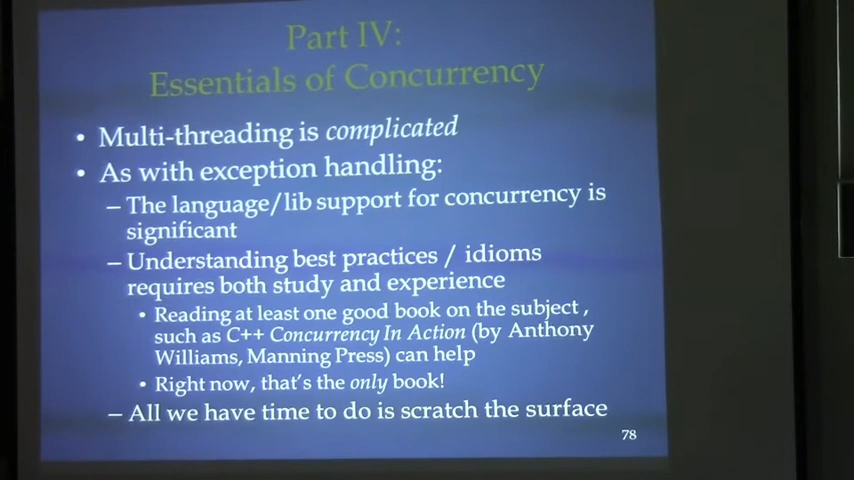 Part IV:
Essentials of Concurrency
• Multi-threading is complicated
• As with exception handling:
– The language/lib support for concurrency is
significant
– Understanding best practices / idioms
requires both study and experience
• Reading at least one good book on the subject ,
such as C++ Concurrency In Action (by Anthony
Williams, Manning Press) can help
• Right now, that's the only book!
– All we have time to do is scratch the surface
78